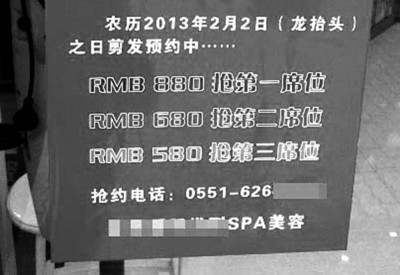 农历2013年2月2日(龙抬头)
之日剪发预约中……
RMB 880 抢第一席位
RMB 680 抢第二席位
RMB 580 抢第三席位
抢约电话:0551-626
SPA美容